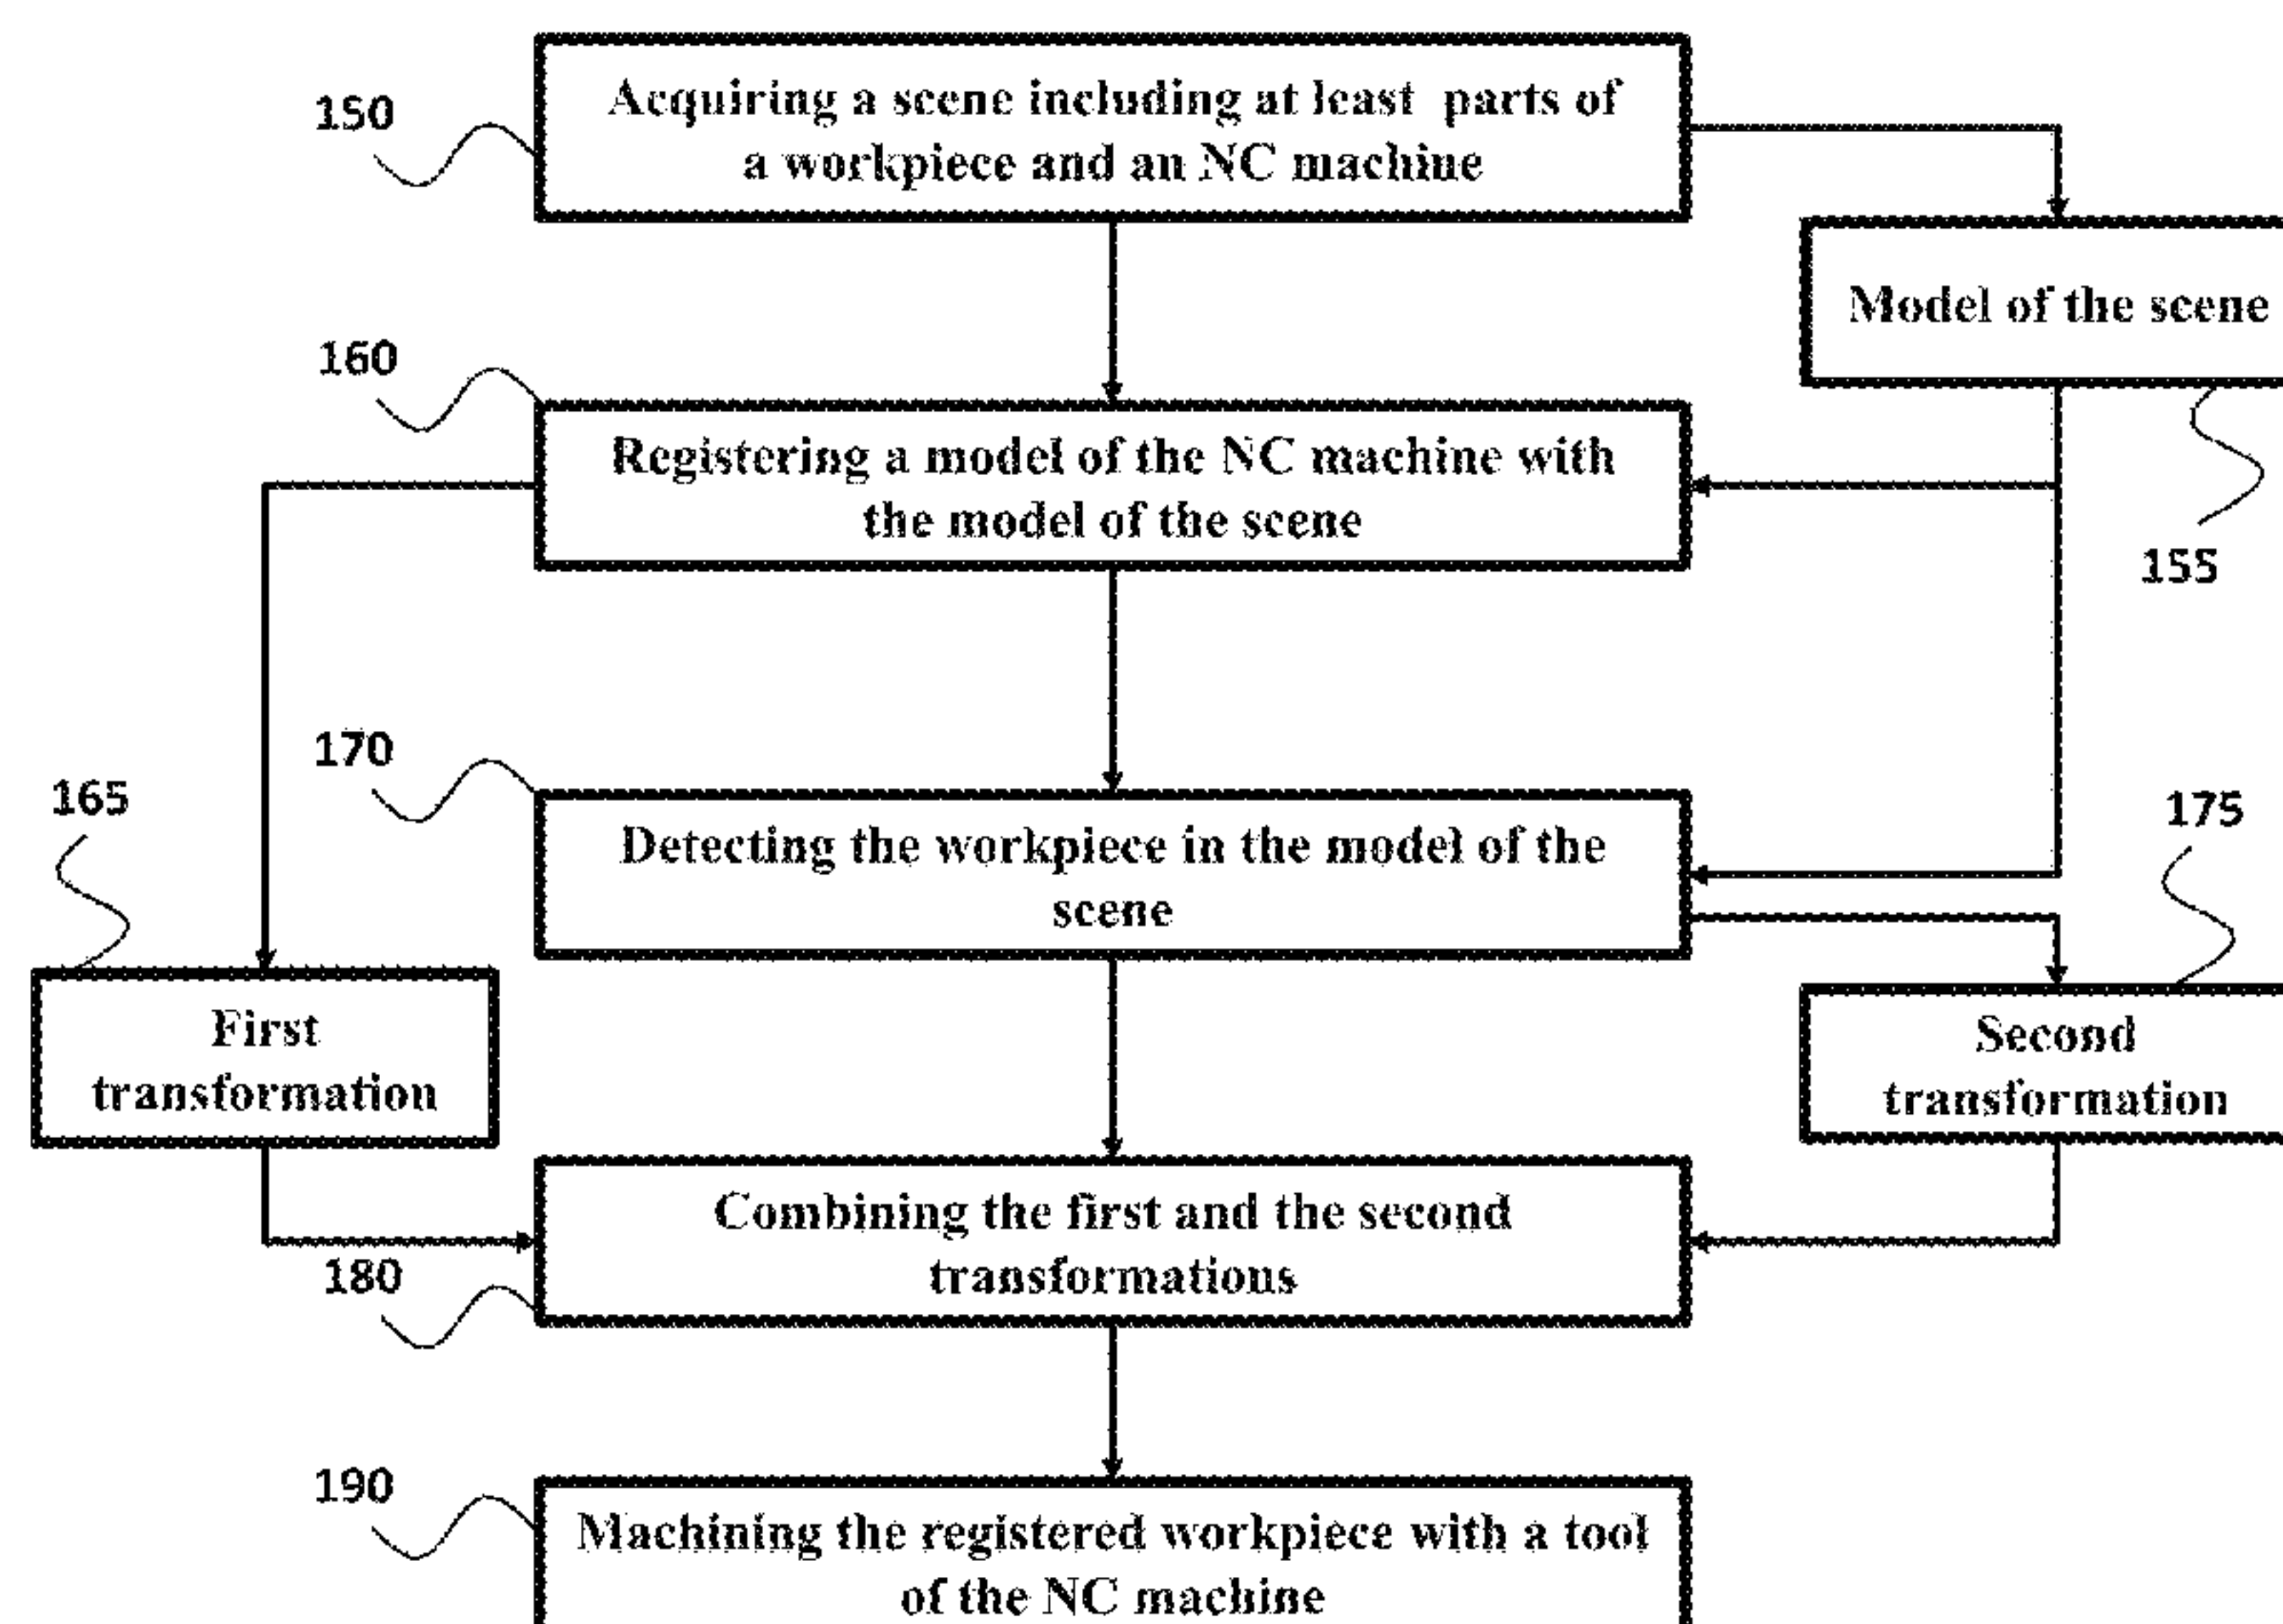 150
Acquiring a scene including at least parts of
a workpiece and an NC machine
Model of the scene
155
160
Registering a model of the NC machine with
the model of the scene
170
Detecting the workpiece in the model of the
scene
165
First
transformation
175
Second
transformation
Combining the first and the second
transformations
180
190
Machining the registered workpiece with a tool
of the NC machine